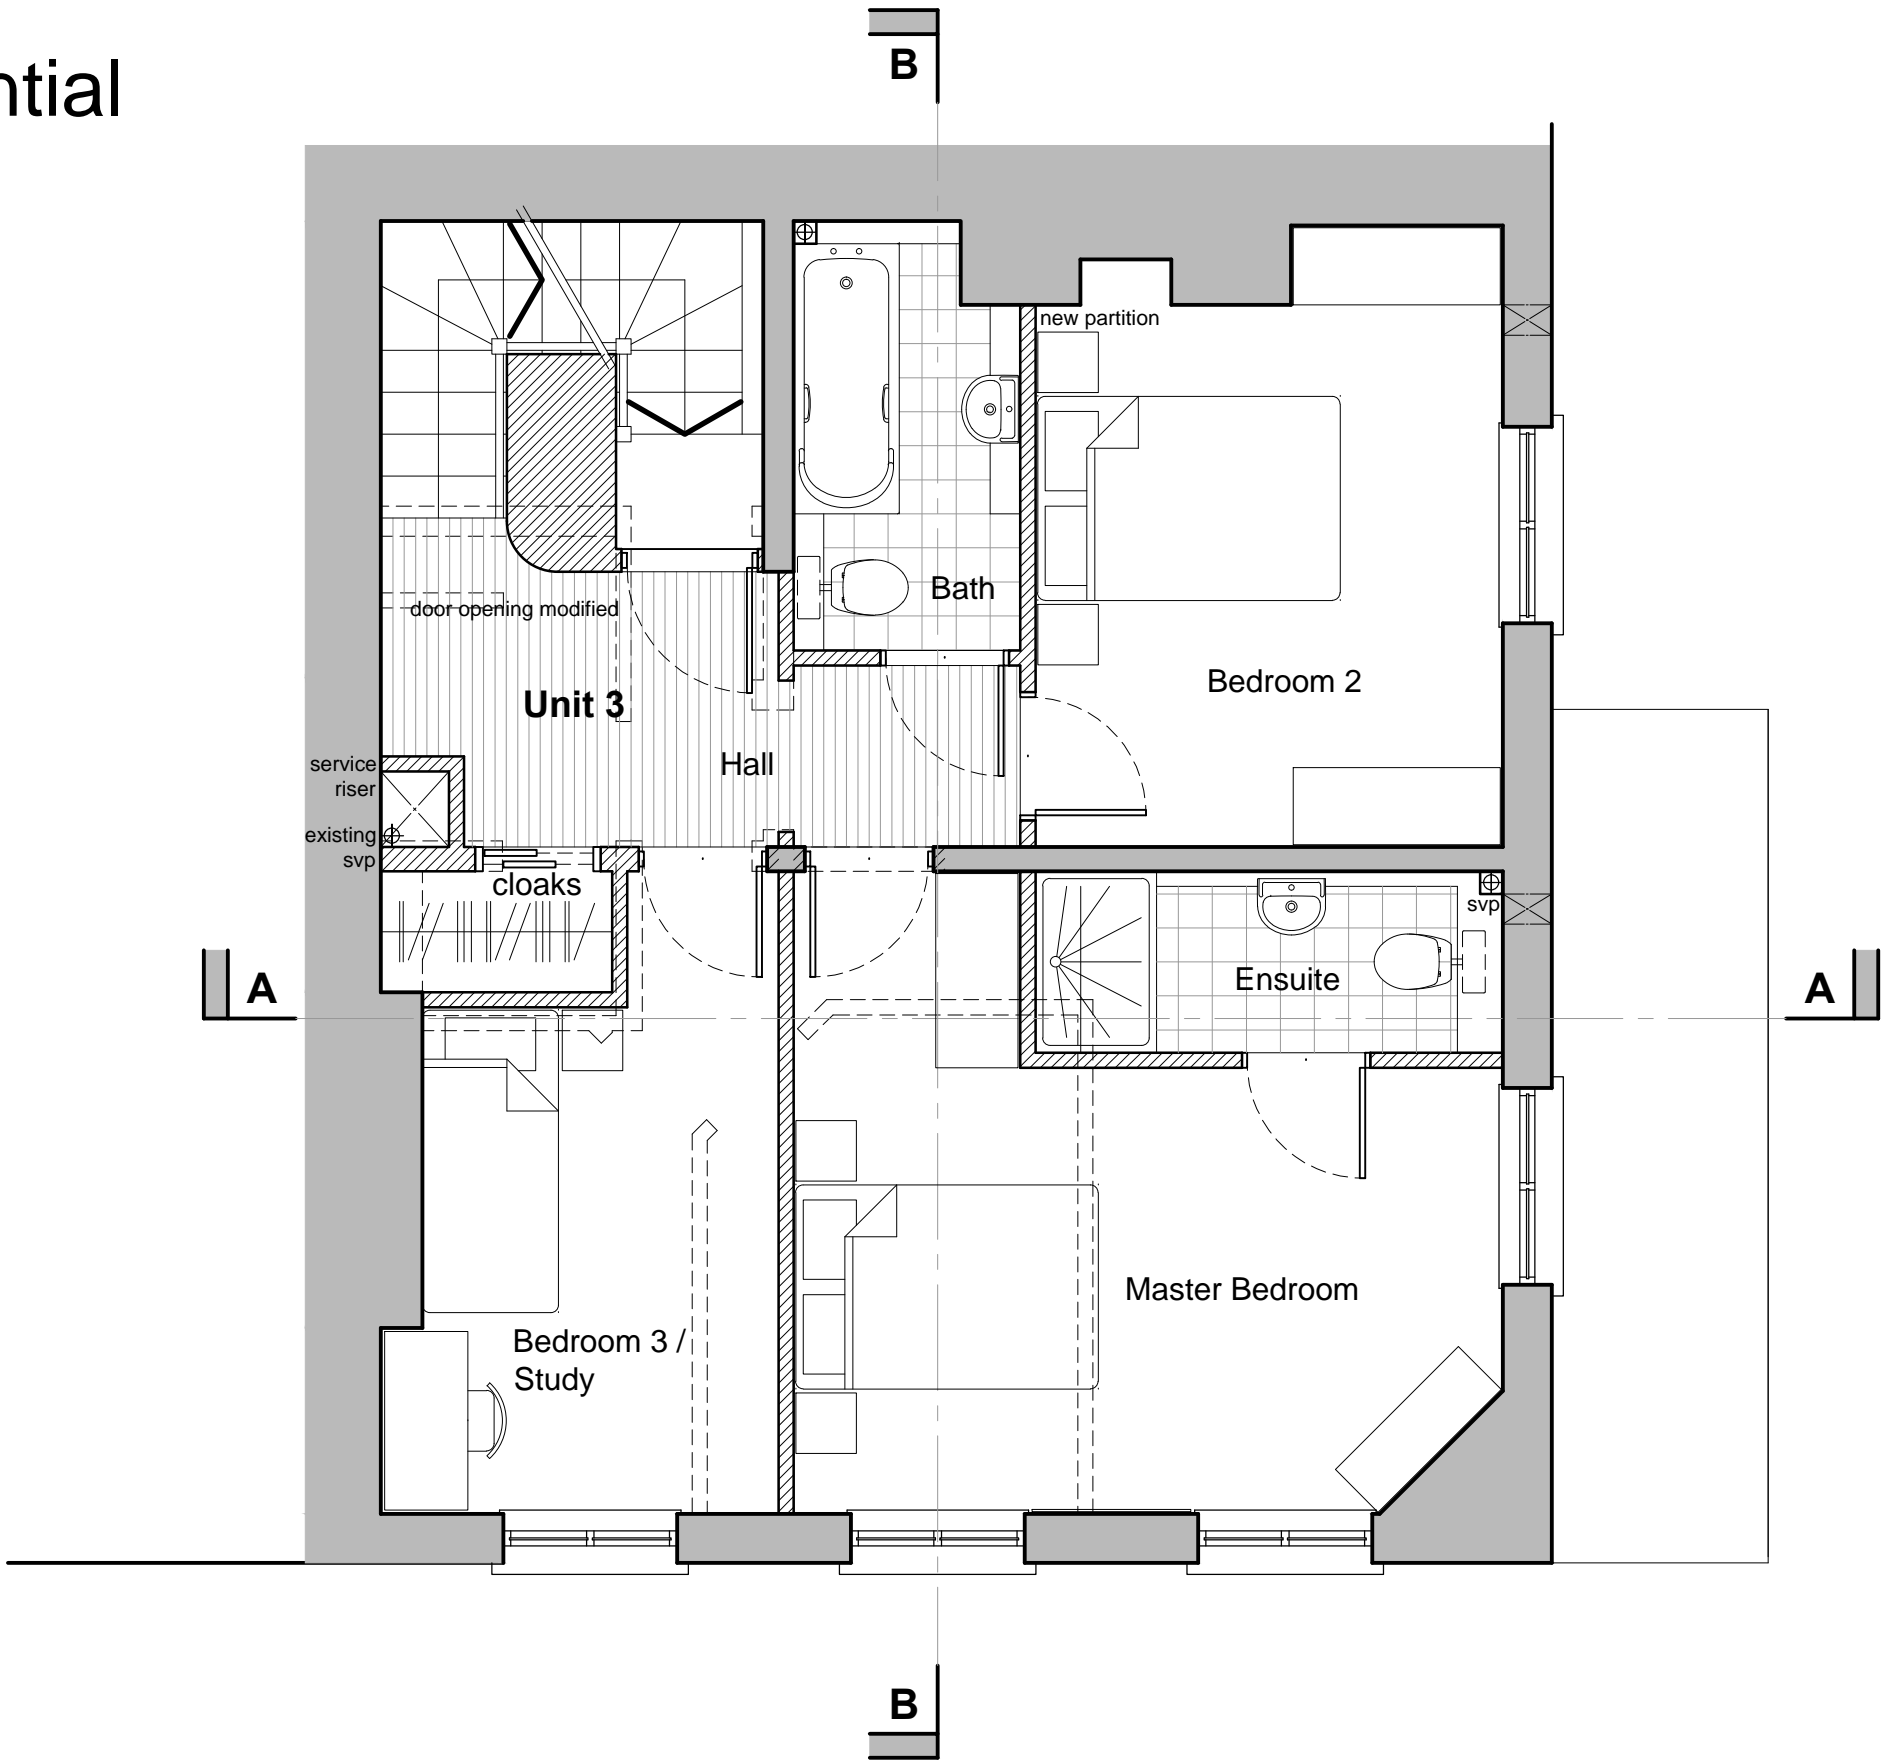 ntial
B
new partition
Bath
door opening modified
Bedroom 2
Unit 3
Hall
service
riser
existing
svp
cloaks
svp
Ensuite
A
A
Master Bedroom
Bedroom 3 /
Study
B